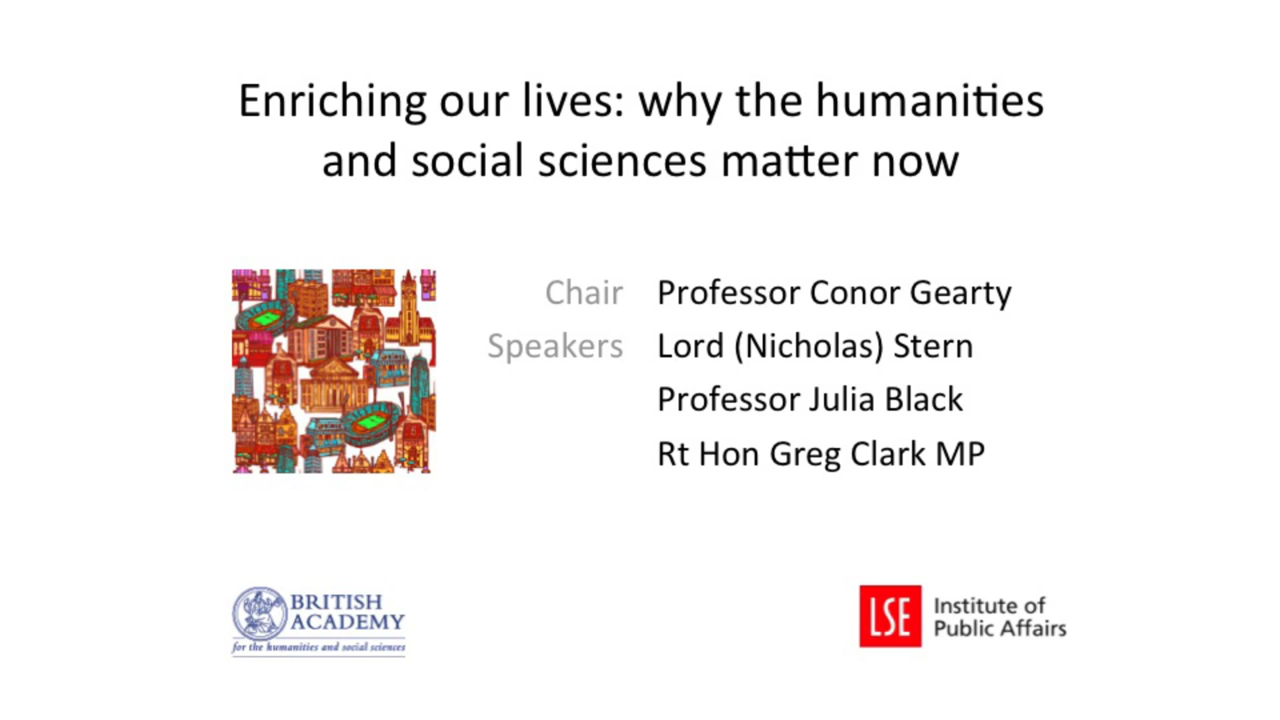 Enriching our lives: why the humanities
and social sciences matter now
Chair Professor Conor Gearty
Speakers Lord (Nicholas) Stern
Professor Julia Black
Rt Hon Greg Clark MP
BRITISH
ACADEMY
for the humanities and social sciences
LSE Institute of
Public Affairs